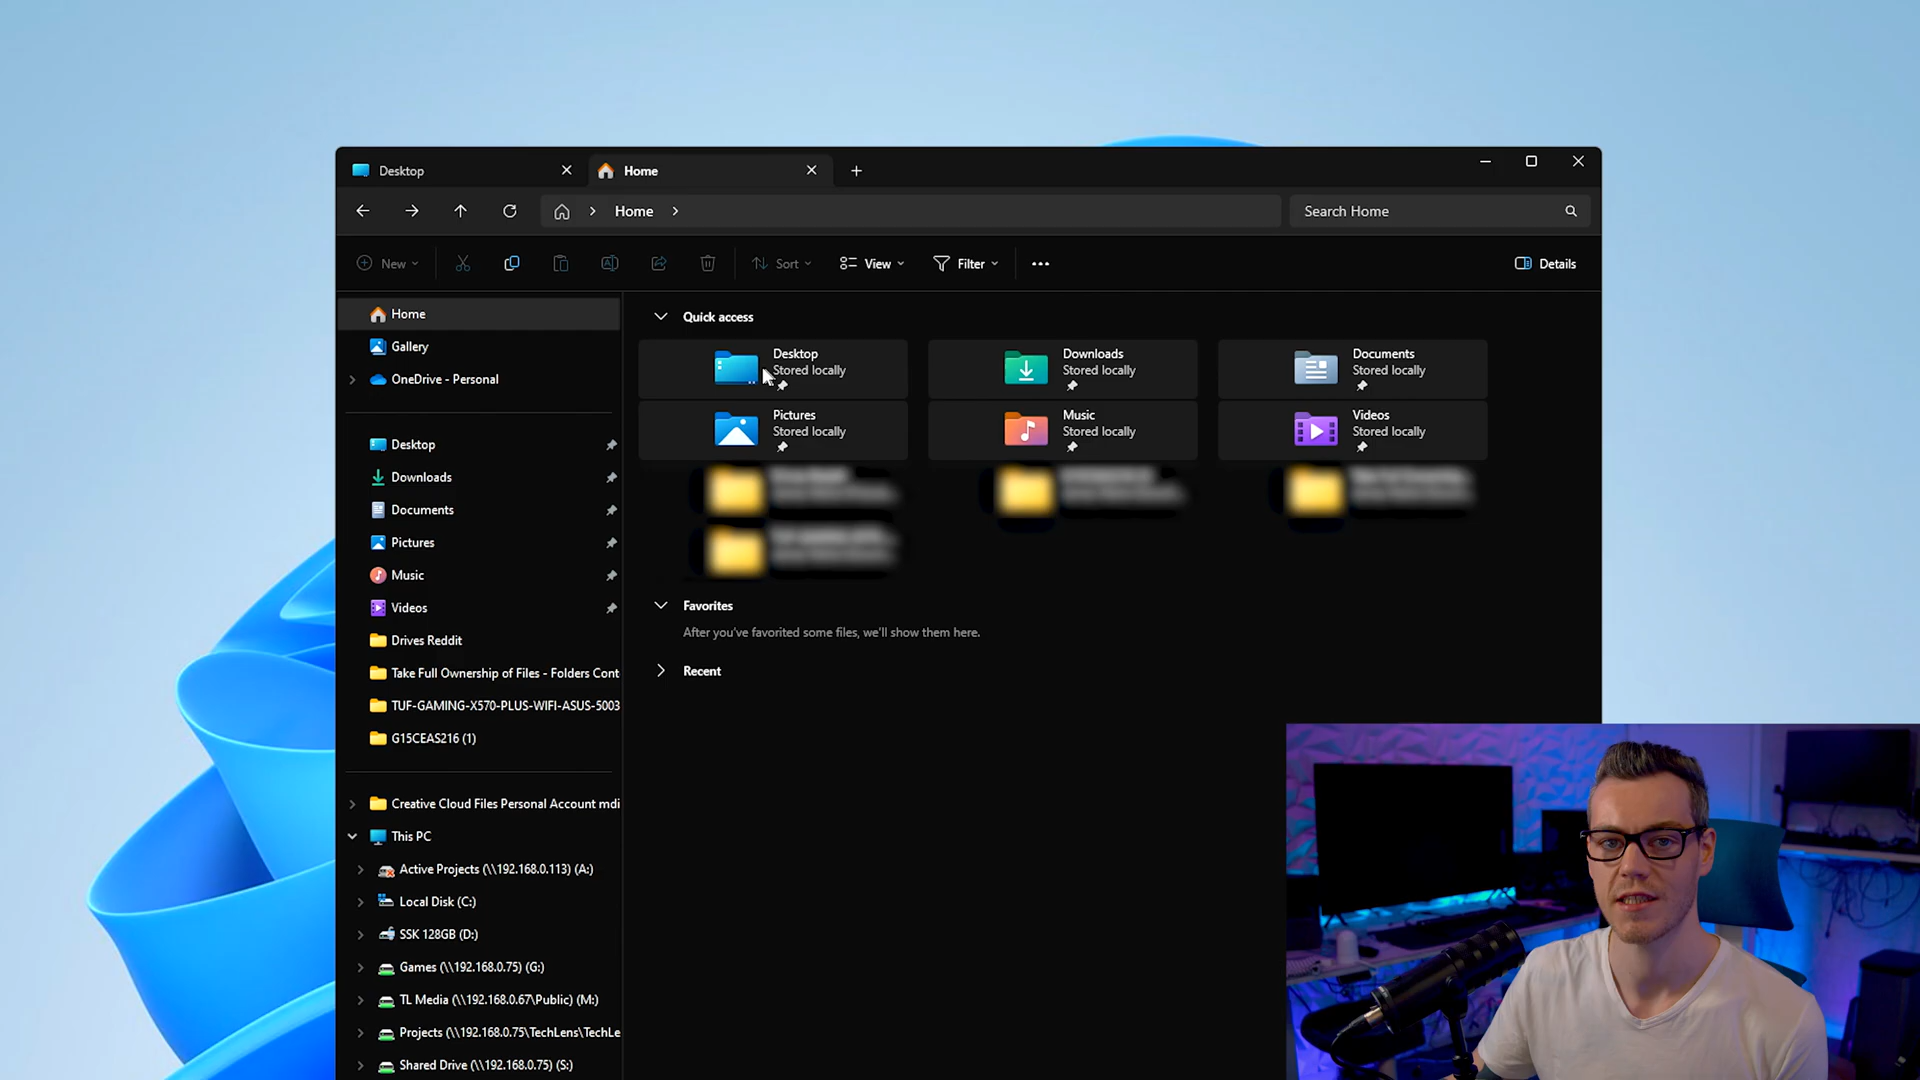 Desktop
Home
Home
Search Home
New
Sort
View
Filter
Details
Home
Gallery
OneDrive - Personal
Desktop
Downloads
Documents
Pictures
Music
Videos
Drives Reddit
Take Full Ownership of Files - Folders Cont
TUF-GAMING-X570-PLUS-WIFI-ASUS-5003
G15CEAS216 (1)
Creative Cloud Files Personal Account mdi
This PC
Active Projects (\\192.168.0.113) (A:)
Local Disk (C:)
SSK 128GB (D:)
Games (\\192.168.0.75) (G:)
TL Media (\\192.168.0.67\Public) (M:)
Projects (\\192.168.0.75\TechLens\TechLe
Shared Drive (\\192.168.0.75) (S:)
Quick access
Desktop
Stored locally
Downloads
Stored locally
Documents
Stored locally
Pictures
Stored locally
Music
Stored locally
Videos
Stored locally
Favorites
After you've favorited some files, we'll show them here.
Recent